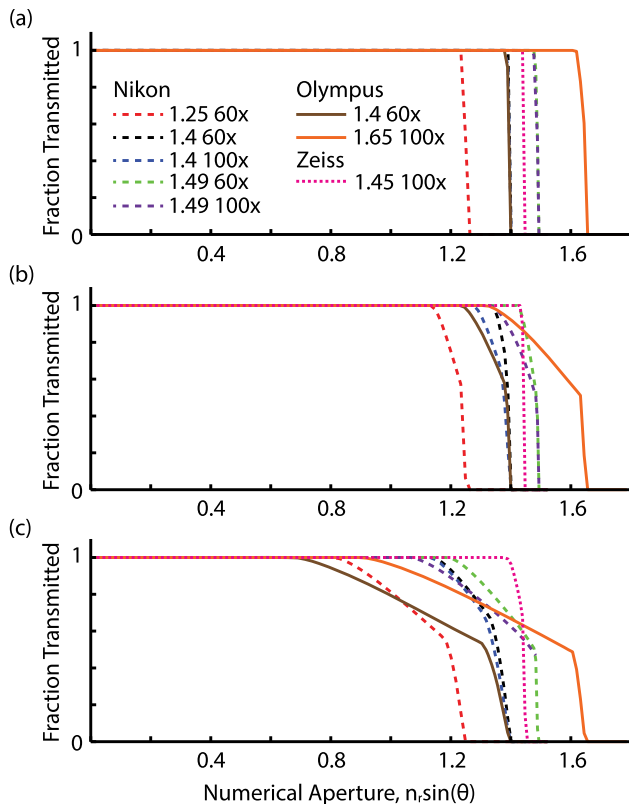 (a)
Fraction Transmitted
1
0
Nikon
1.25 60x
1.4 60x
1.4 100x
1.49 60x
1.49 100x
Olympus
1.4 60x
1.65 100x
Zeiss
1.45 100x
0.4 0.8 1.2 1.6
(b)
Fraction Transmitted
1
0
0.4 0.8 1.2 1.6
(c)
Fraction Transmitted
1
0
0.4 0.8 1.2 1.6
Numerical Aperture, nᵣsin(θ)